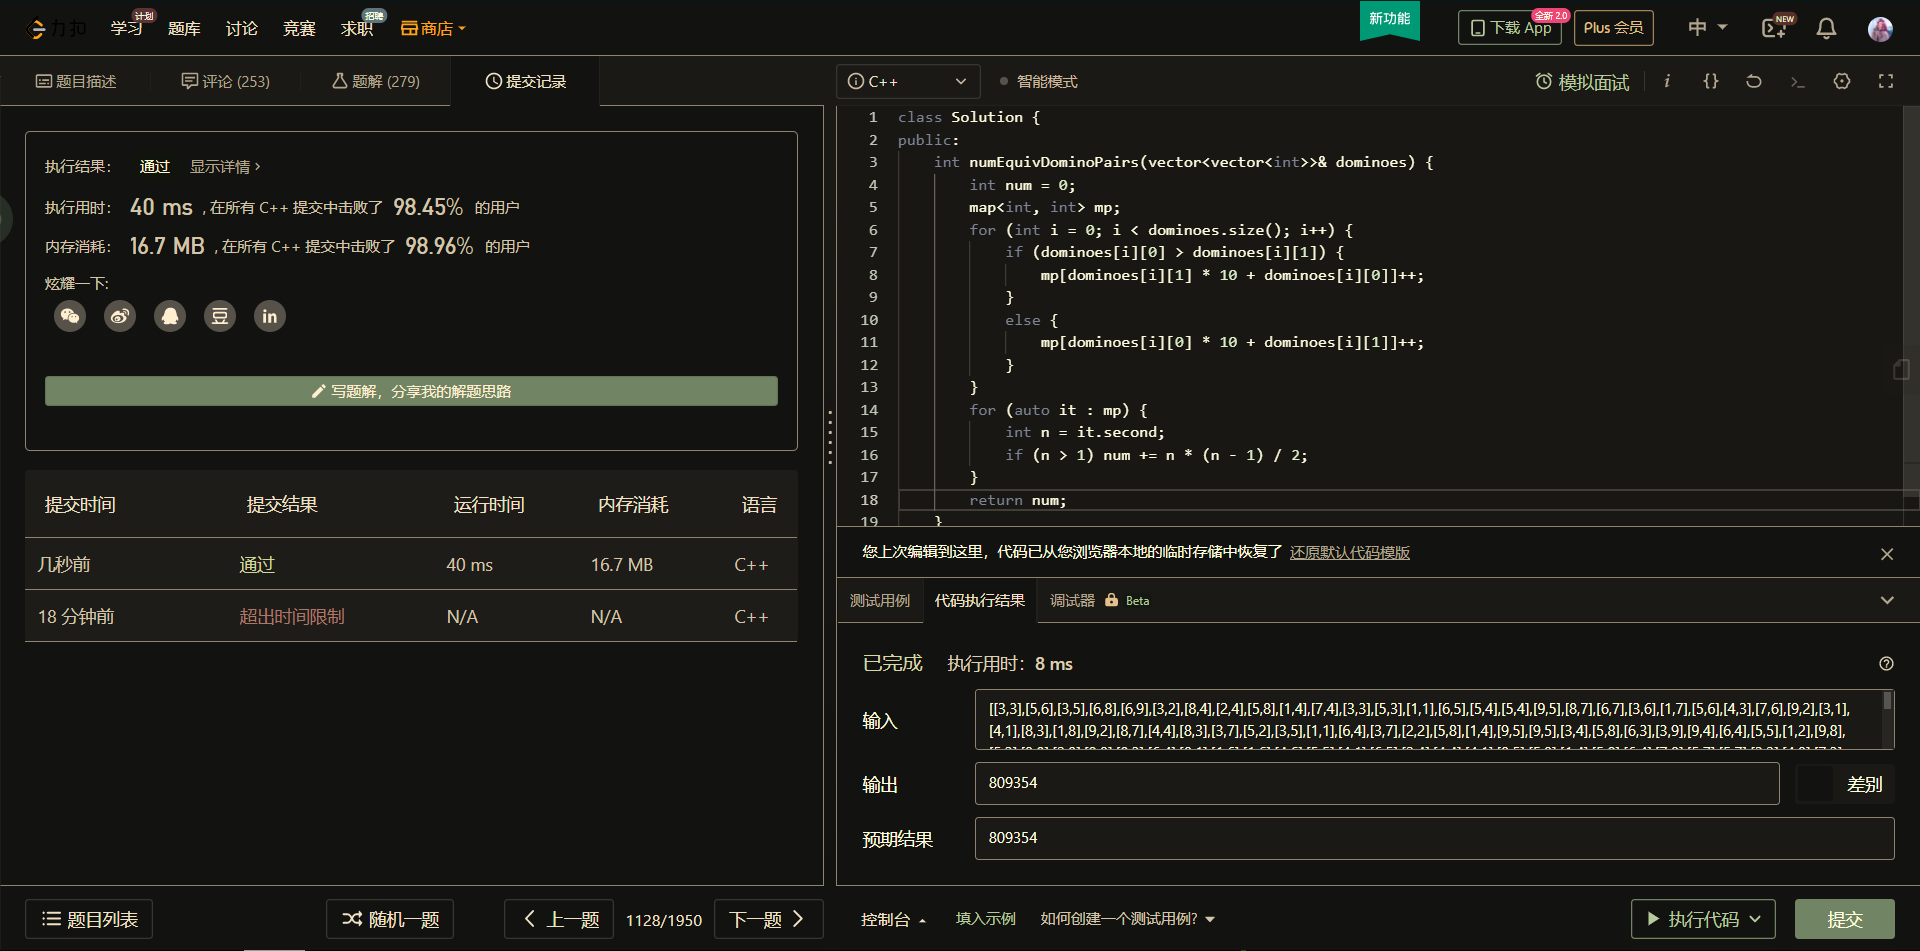 力扣
学习
计划
题库
讨论
竞赛
求职
招聘
商店
新功能
下载 App
全新 2.0
Plus 会员
中
NEW
题目描述
评论 (253)
题解 (279)
提交记录
执行结果：
通过
显示详情 >
执行用时：
40 ms
, 在所有 C++ 提交中击败了
98.45%
的用户
内存消耗：
16.7 MB
, 在所有 C++ 提交中击败了
98.96%
的用户
炫耀一下:
豆
in
写题解，分享我的解题思路
提交时间 提交结果 运行时间 内存消耗 语言
几秒前 通过 40 ms 16.7 MB C++
18 分钟前 超出时间限制 N/A N/A C++
题目列表
随机一题
上一题
1128/1950
下一题
C++
智能模式
模拟面试
i
{}
1 class Solution {
2 public:
3     int numEquivDominoPairs(vector<vector<int>>& dominoes) {
4         int num = 0;
5         map<int, int> mp;
6         for (int i = 0; i < dominoes.size(); i++) {
7             if (dominoes[i][0] > dominoes[i][1]) {
8                 mp[dominoes[i][1] * 10 + dominoes[i][0]]++;
9             }
10             else {
11                 mp[dominoes[i][0] * 10 + dominoes[i][1]]++;
12             }
13         }
14         for (auto it : mp) {
15             int n = it.second;
16             if (n > 1) num += n * (n - 1) / 2;
17         }
18         return num;
19     }
您上次编辑到这里，代码已从您浏览器本地的临时存储中恢复了 还原默认代码模版
测试用例
代码执行结果
调试器
Beta
已完成
执行用时：8 ms
输入
[[3,3],[5,6],[3,5],[6,8],[6,9],[3,2],[8,4],[2,4],[5,8],[1,4],[7,4],[3,3],[5,3],[1,1],[6,5],[5,4],[5,4],[9,5],[8,7],[6,7],[3,6],[1,7],[5,6],[4,3],[7,6],[9,2],[3,1],
[4,1],[8,3],[1,8],[9,2],[8,7],[4,4],[8,3],[3,7],[5,2],[3,5],[1,1],[6,4],[3,7],[2,2],[5,8],[1,4],[9,5],[9,5],[3,4],[5,8],[6,3],[3,9],[9,4],[6,4],[5,5],[1,2],[9,8],
输出
809354
差别
预期结果
809354
控制台
填入示例
如何创建一个测试用例?
执行代码
提交